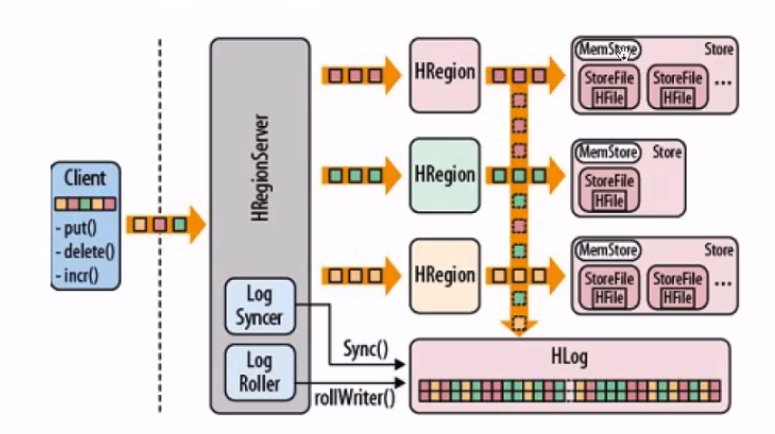 Client
- put()
- delete()
- incr()
HRegionServer
Log
Syncer
Log
Roller
Sync()
rollWriter()
HRegion
HRegion
HRegion
MemStore
Store
StoreFile
HFile
StoreFile
HFile
...
MemStore
Store
StoreFile
HFile
MemStore
Store
StoreFile
HFile
StoreFile
HFile
...
HLog